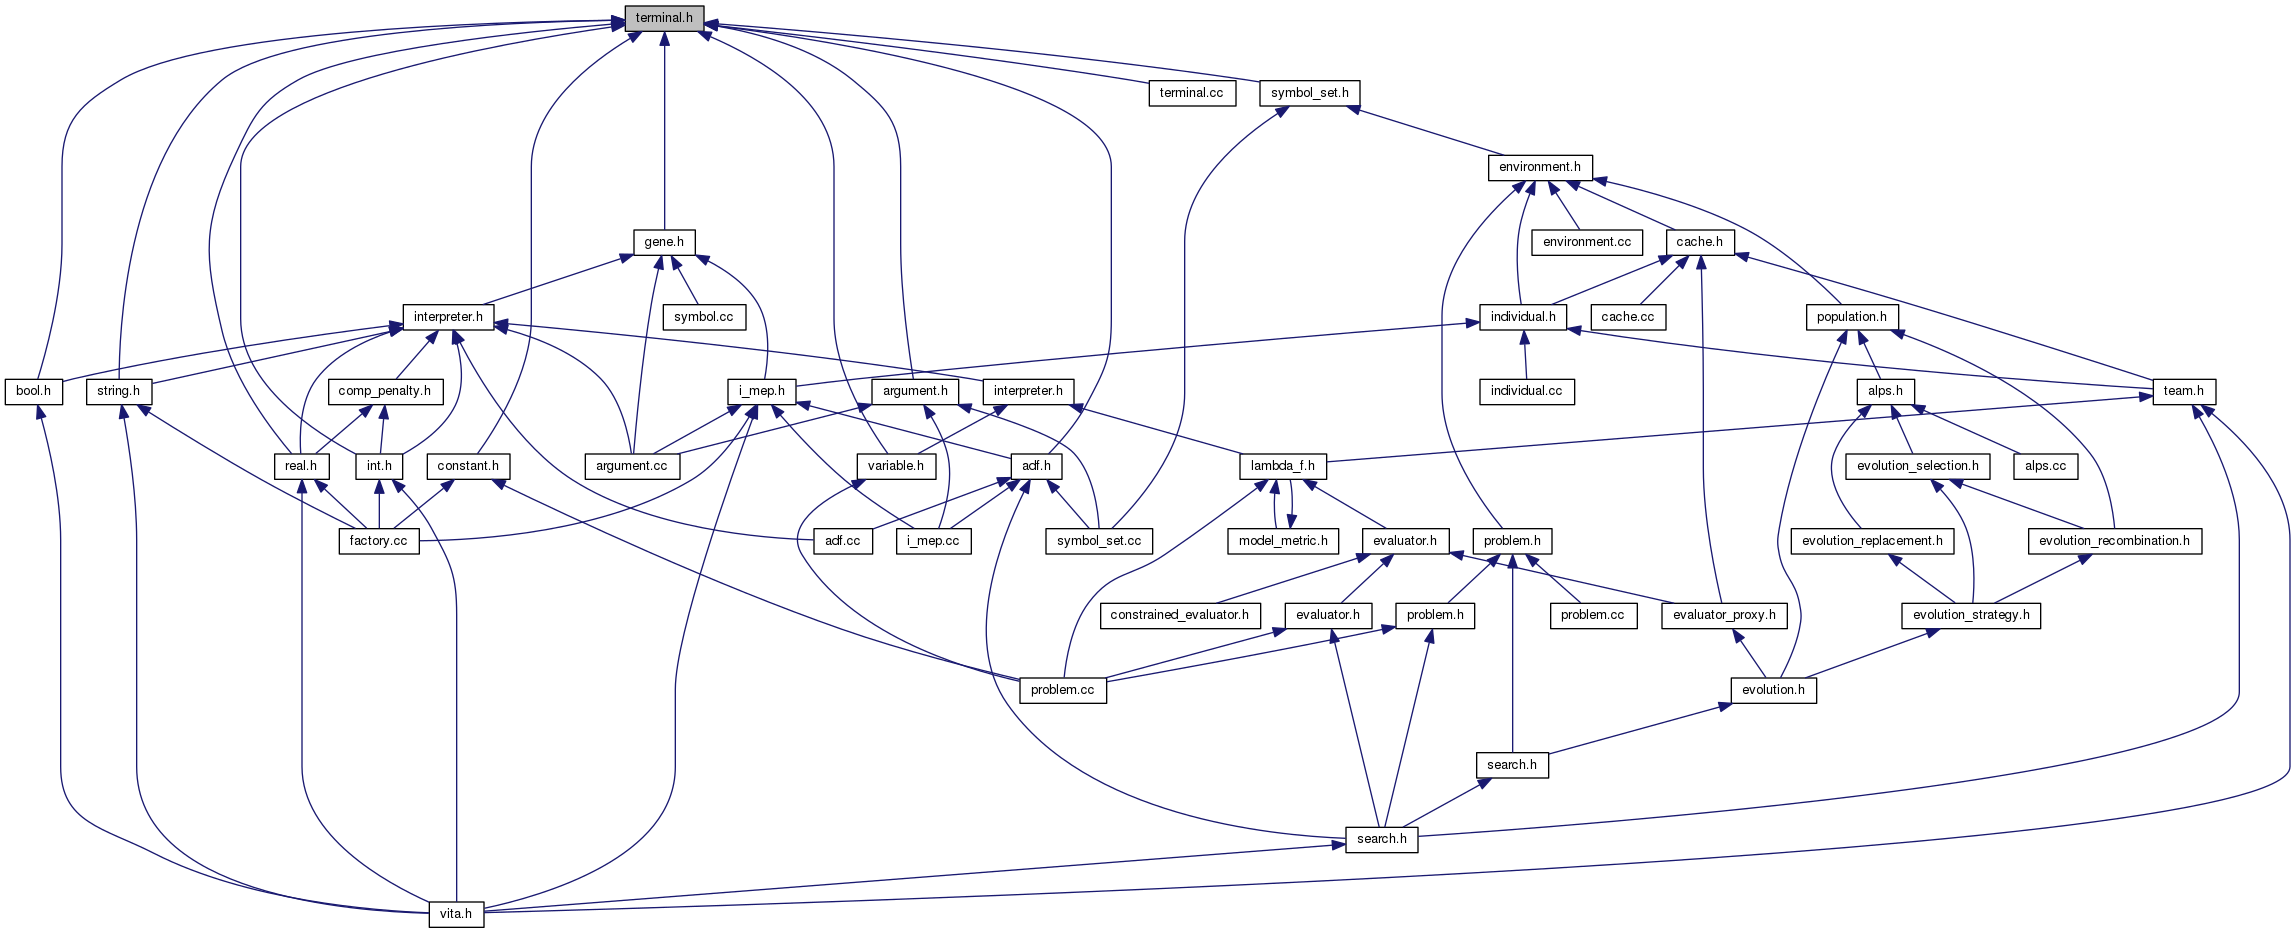 terminal.h
terminal.cc
symbol_set.h
environment.h
gene.h
environment.cc
cache.h
interpreter.h
symbol.cc
individual.h
cache.cc
population.h
bool.h
string.h
comp_penalty.h
i_mep.h
argument.h
interpreter.h
individual.cc
alps.h
team.h
real.h
int.h
constant.h
argument.cc
variable.h
adf.h
lambda_f.h
evolution_selection.h
alps.cc
factory.cc
adf.cc
i_mep.cc
symbol_set.cc
model_metric.h
evaluator.h
problem.h
evolution_replacement.h
evolution_recombination.h
constrained_evaluator.h
evaluator.h
problem.h
problem.cc
evaluator_proxy.h
evolution_strategy.h
problem.cc
evolution.h
search.h
search.h
vita.h